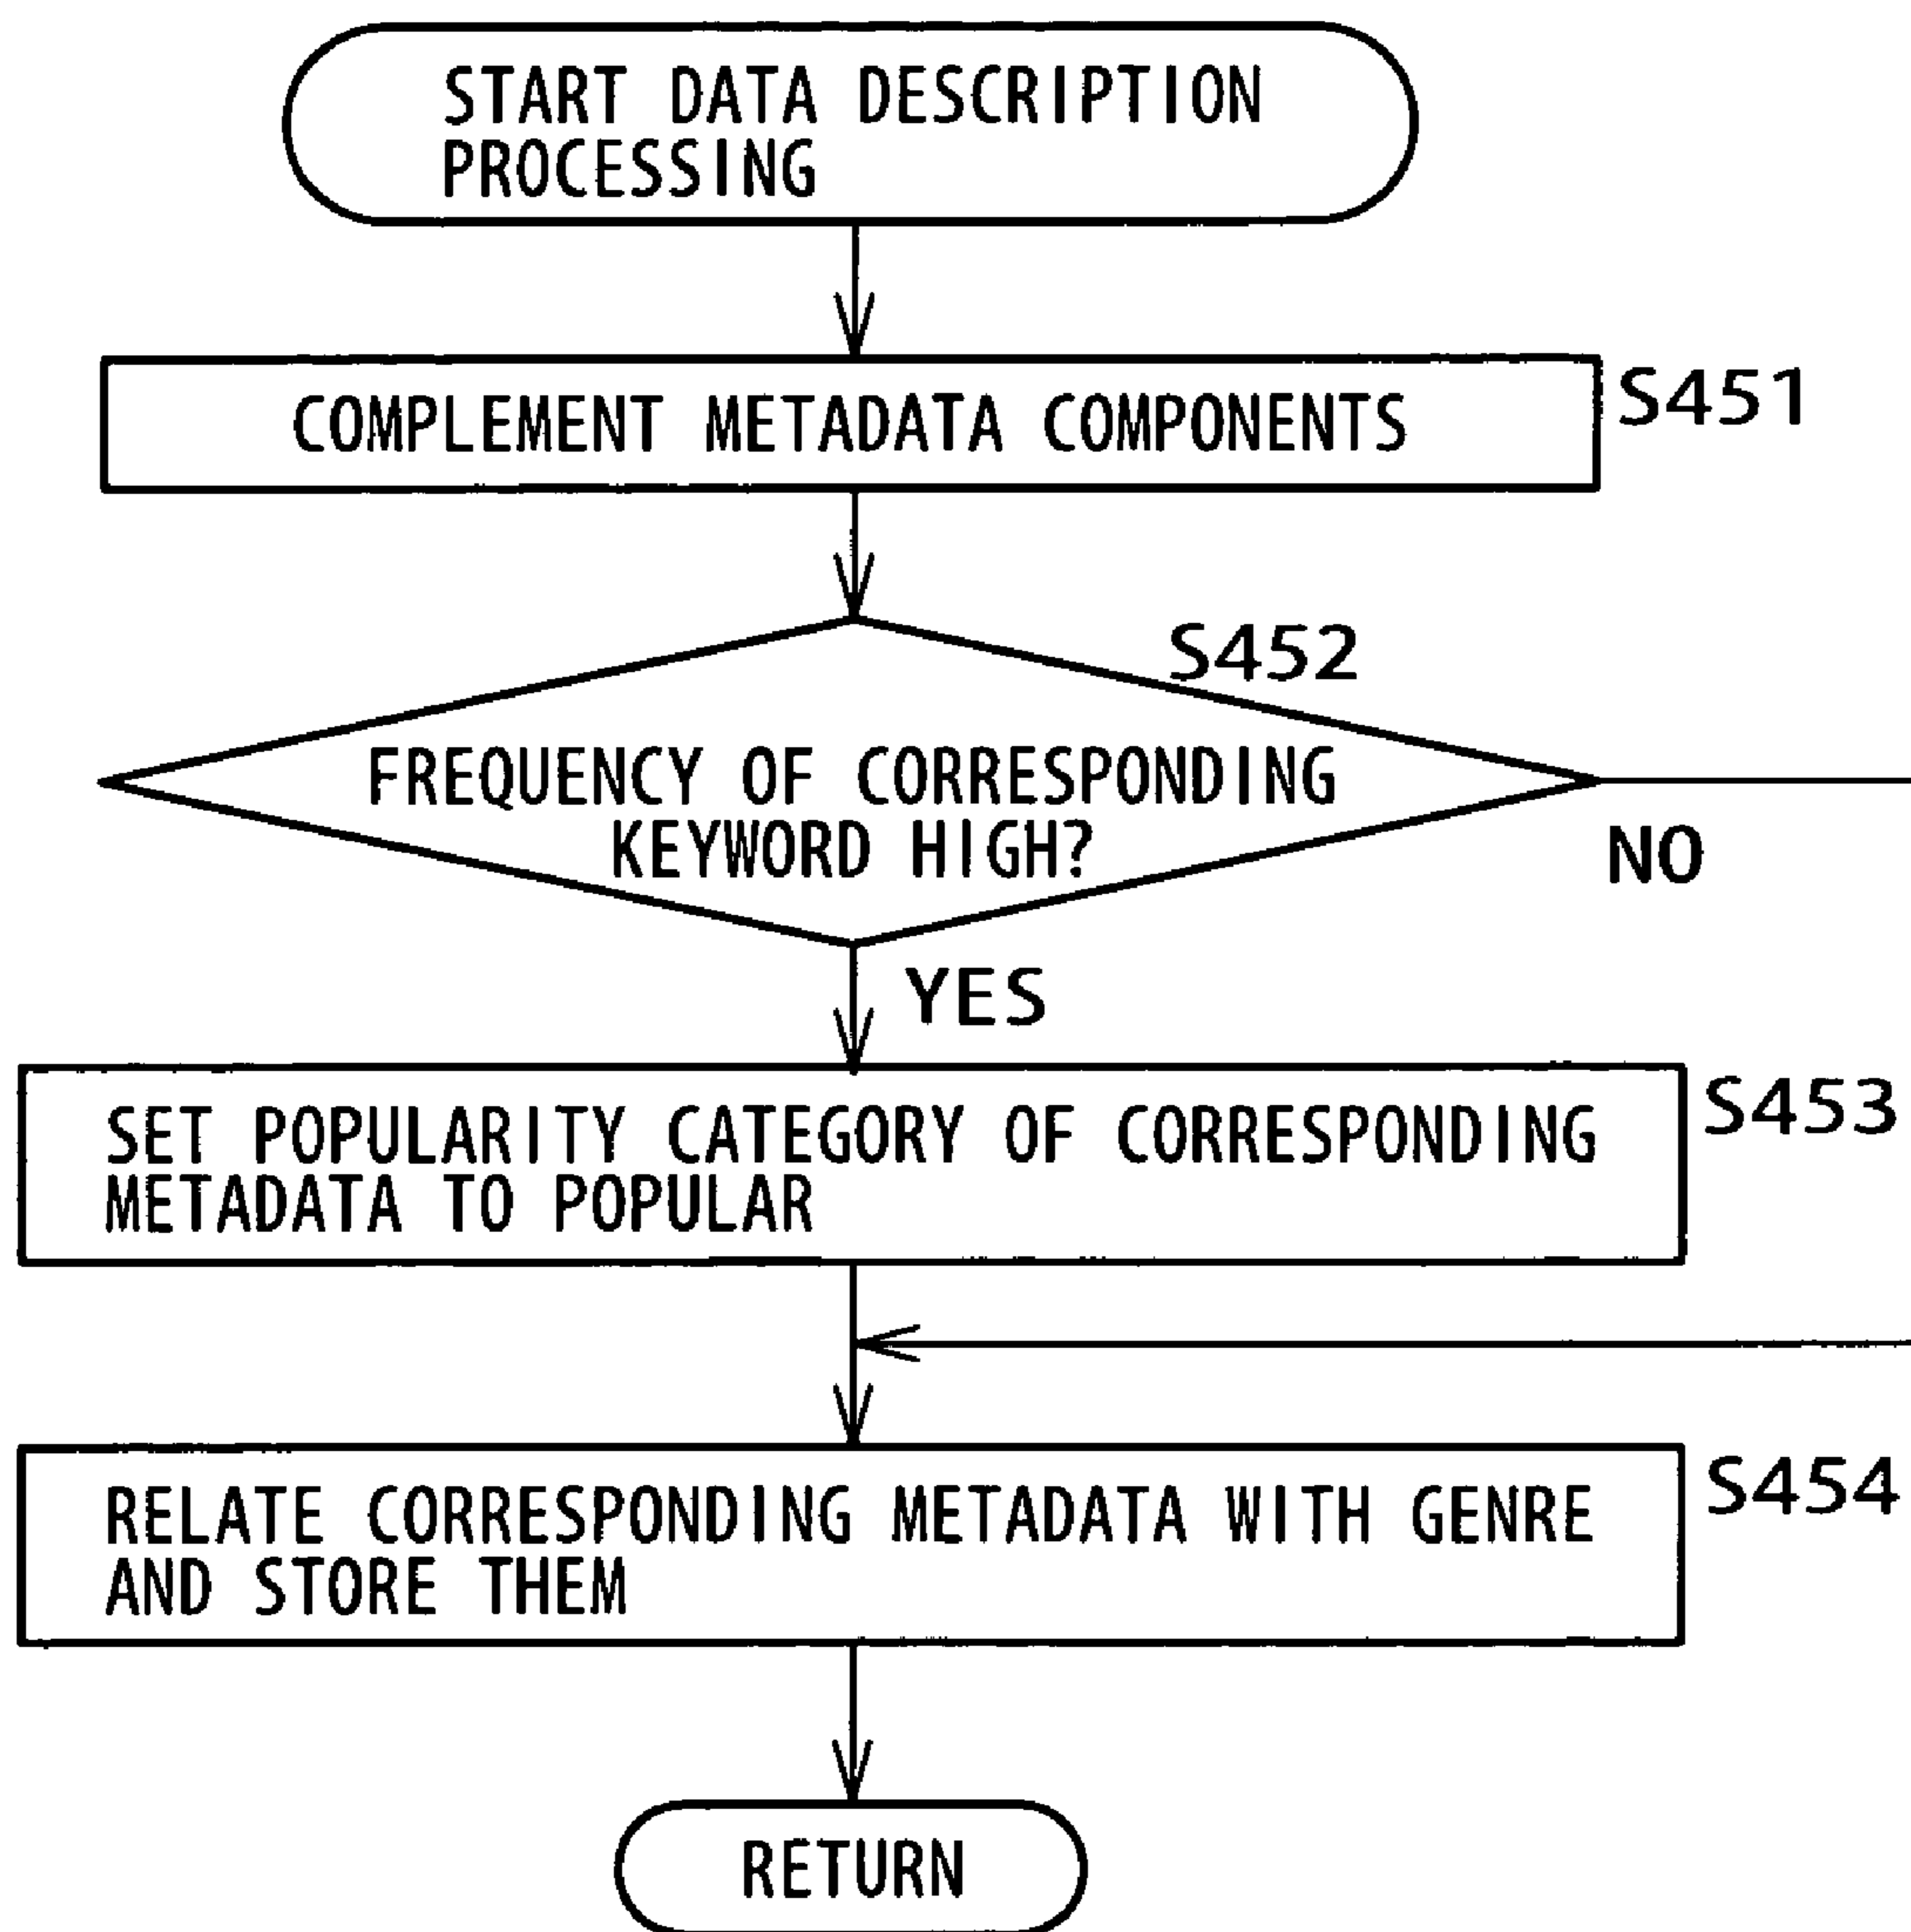 START DATA DESCRIPTION
PROCESSING
COMPLEMENT METADATA COMPONENTS
S451
S452
FREQUENCY OF CORRESPONDING
KEYWORD HIGH?
NO
YES
SET POPULARITY CATEGORY OF CORRESPONDING
METADATA TO POPULAR
S453
RELATE CORRESPONDING METADATA WITH GENRE
AND STORE THEM
S454
RETURN